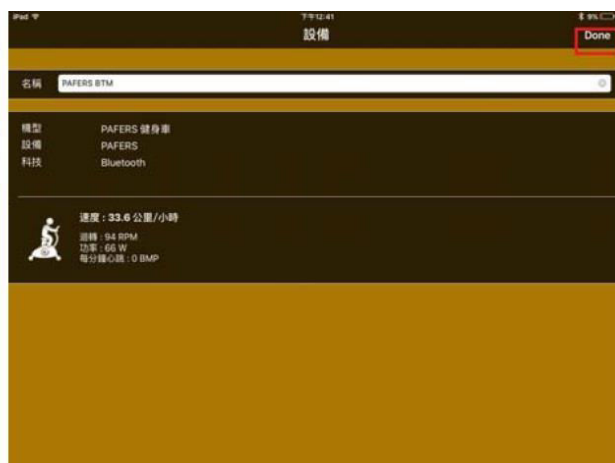 iPad 下午12:41 9%
設備 Done
名稱 PAFERS BTM
機型 PAFERS 健身車
設備 PAFERS
科技 Bluetooth
速度 : 33.6 公里/小時
迴轉 : 94 RPM
功率 : 66 W
每分鐘心跳 : 0 BMP